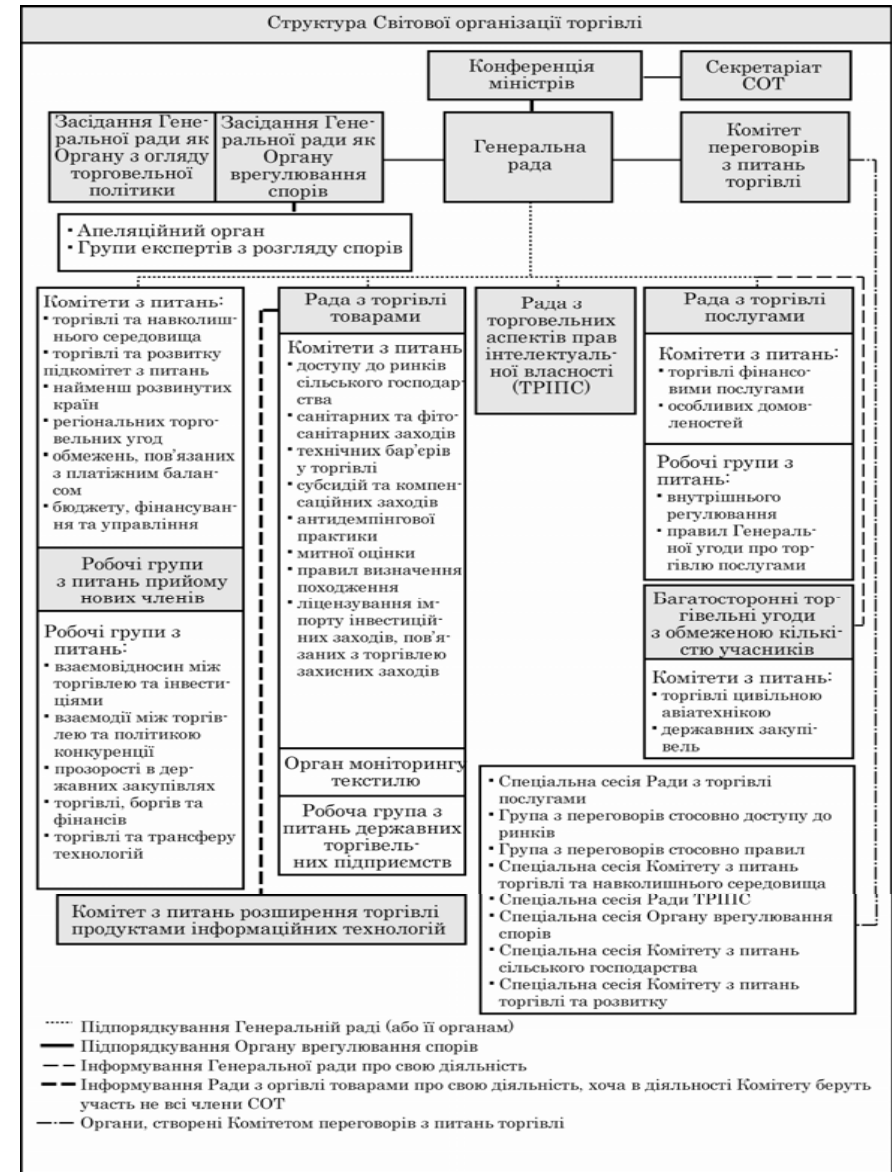 Структура Світової організації торгівлі
Конференція
міністрів
Секретаріат
СОТ
Засідання Гене-
ральної ради як
Органу з огляду
торговельної
політики
Засідання Гене-
ральної ради як
Органу
врегулювання
спорів
Генеральна
рада
Комітет
переговорів
з питань
торгівлі
• Апеляційний орган
• Групи експертів з розгляду спорів
Комітети з питань:
• торгівлі та навколиш-
нього середовища
• торгівлі та розвитку
підкомітет з питань
• найменш розвинутих
країн
• регіональних торго-
вельних угод
• обмежень, пов'язаних
з платіжним балан-
сом
• бюджету, фінансуван-
ня та управління
Робочі групи
з питань прийому
нових членів
Робочі групи з
питань:
• взаємовідносин між
торгівлею та інвести-
ціями
• взаємодії між торгів-
лею та політикою
конкуренції
• прозорості в дер-
жавних закупівлях
• торгівлі, боргів та
фінансів
• торгівлі та трансферу
технологій
Рада з торгівлі
товарами
Комітети з питань
• доступу до ринків
сільського господар-
ства
• санітарних та фіто-
санітарних заходів
• технічних бар'єрів
у торгівлі
• субсидій та компен-
саційних заходів
• антидемпінгової
практики
• митної оцінки
• правил визначення
походження
• ліцензування ім-
порту інвестицій-
них заходів, пов'я-
заних з торгівлею
захисних заходів
Орган моніторингу
текстилю
Робоча група з
питань державних
торгівель-
них підприємств
Рада з
торговельних
аспектів прав
інтелектуаль-
ної власності
(ТРІПС)
Рада з торгівлі
послугами
Комітети з питань:
• торгівлі фінансо-
вими послугами
• особливих домов-
леностей
Робочі групи з
питань:
• внутрішнього
регулювання
• правил Генераль-
ної угоди про тор-
гівлю послугами
Багатосторонні тор-
гівельні угоди
з обмеженою кількі-
стю учасників
Комітети з питань:
• торгівлі цивільною
авіатехнікою
• державних закупі-
вель
• Спеціальна сесія Ради з торгівлі
послугами
• Група з переговорів стосовно доступу до
ринків
• Група з переговорів стосовно правил
• Спеціальна сесія Комітету з питань
торгівлі та навколишнього середовища
• Спеціальна сесія Ради ТРІПС
• Спеціальна сесія Органу врегулювання
спорів
• Спеціальна сесія Комітету з питань
сільського господарства
• Спеціальна сесія Комітету з питань
торгівлі та розвитку
Комітет з питань розширення торгівлі
продуктами інформаційних технологій
Підпорядкування Генеральній раді (або її органам)
Підпорядкування Органу врегулювання спорів
Інформування Генеральної ради про свою діяльність
Інформування Ради з оргівлі товарами про свою діяльність, хоча в діяльності Комітету беруть
участь не всі члени СОТ
Органи, створені Комітетом переговорів з питань торгівлі